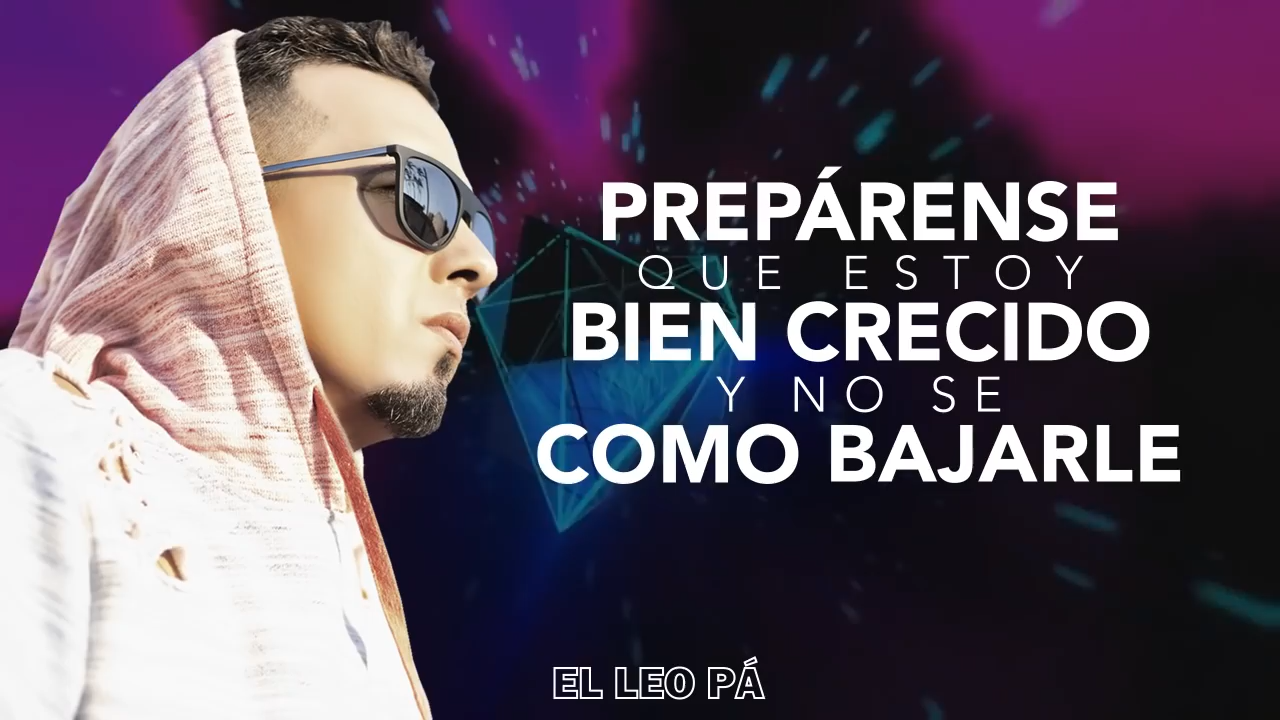 PREPÁRENSE
QUE ESTOY
BIEN CRECIDO
Y NO SE
COMO BAJARLE
EL LEO PÁ